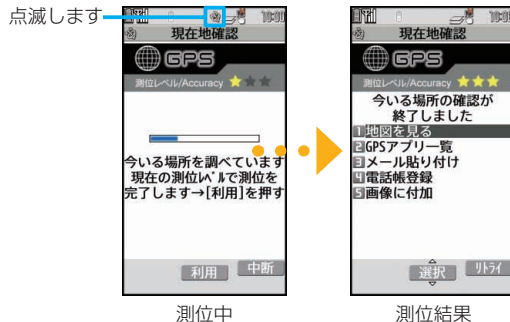 点滅します
10:00
現在地確認
GPS
測位レベル/Accuracy
今いる場所を調べています
現在の測位ﾚﾍﾞﾙで測位を
完了します→[利用]を押す
利用
中断
測位中
10:00
現在地確認
GPS
測位レベル/Accuracy
今いる場所の確認が
終了しました
1地図を見る
2GPSアプリ一覧
3メール貼り付け
4電話帳登録
5画像に付加
選択
ﾘﾄﾗｲ
測位結果